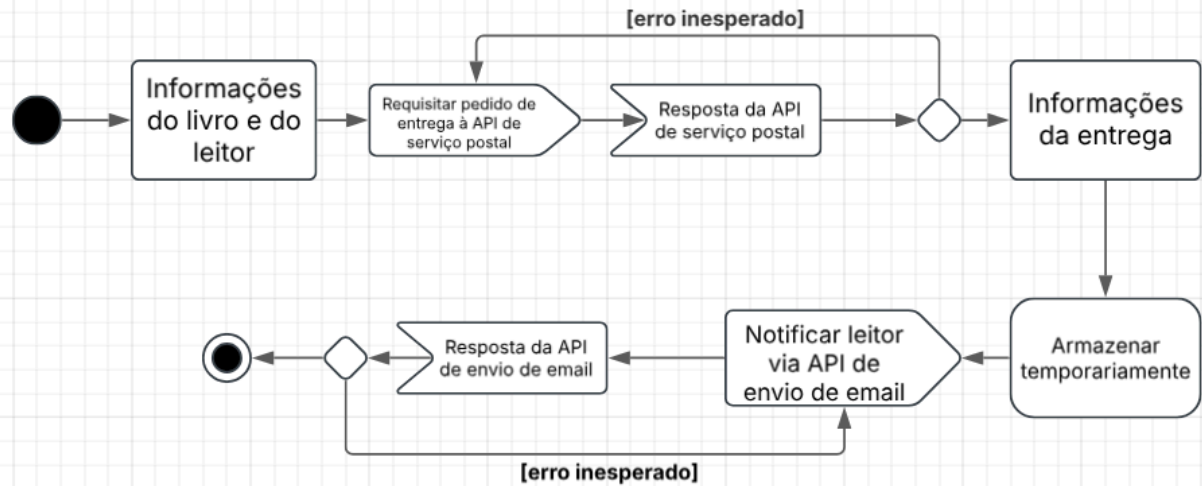 [erro inesperado]
Informações
do livro e do
leitor
Requisitar pedido de
entrega à API de
serviço postal
Resposta da API
de serviço postal
Informações
da entrega
Armazenar
temporariamente
Notificar leitor
via API de
envio de email
Resposta da API
de envio de email
[erro inesperado]